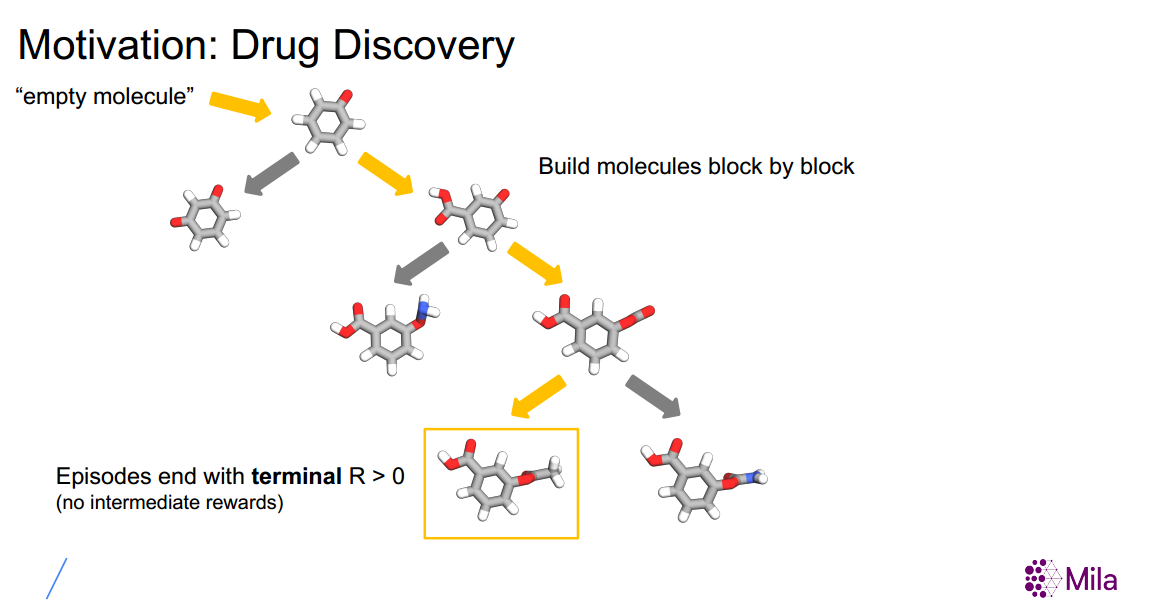 Motivation: Drug Discovery
“empty molecule”
Build molecules block by block
Episodes end with terminal R > 0
(no intermediate rewards)
Mila